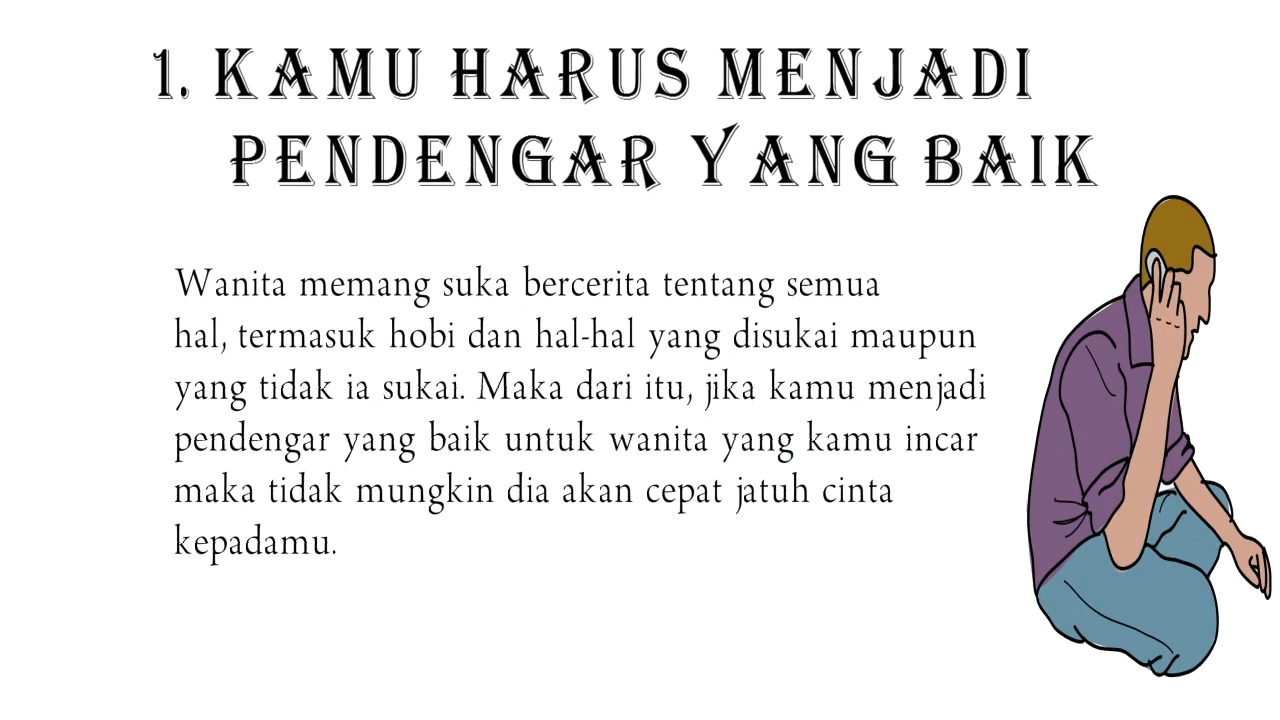 1. KAMU HARUS MENJADI
PENDENGAR YANG BAIK
Wanita memang suka bercerita tentang semua
hal, termasuk hobi dan hal-hal yang disukai maupun
yang tidak ia sukai. Maka dari itu, jika kamu menjadi
pendengar yang baik untuk wanita yang kamu incar
maka tidak mungkin dia akan cepat jatuh cinta
kepadamu.